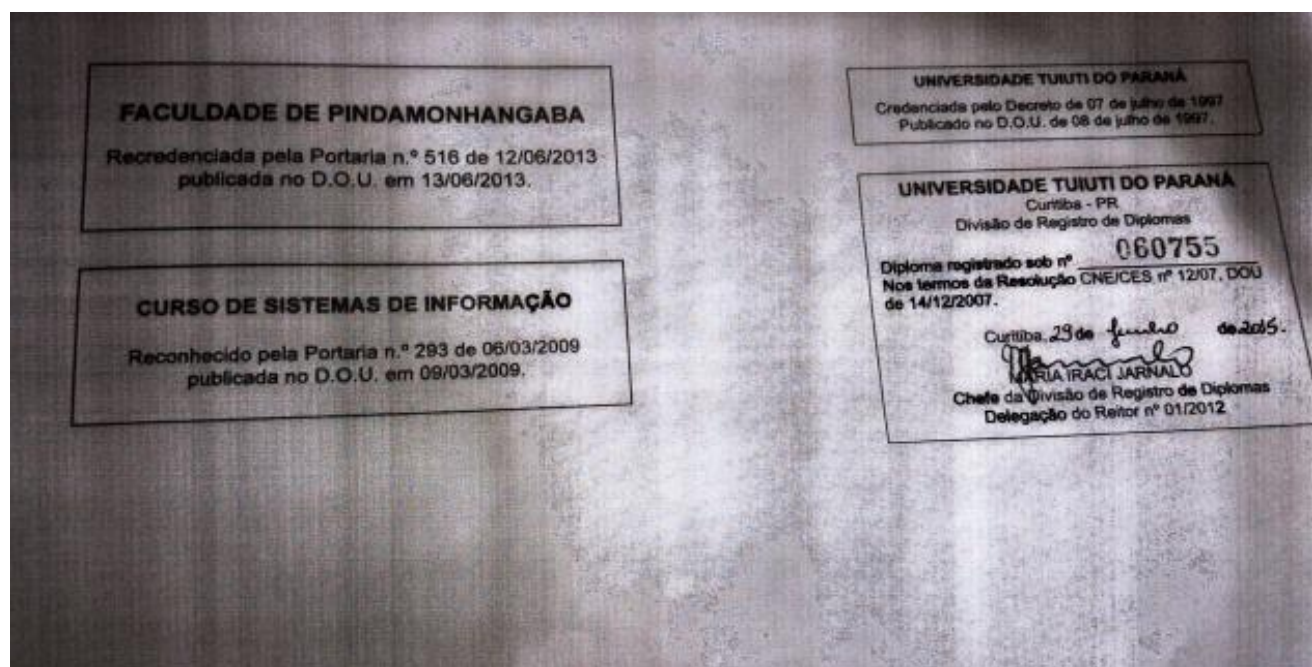 FACULDADE DE PINDAMONHANGABA
Recredenciada pela Portaria n.º 516 de 12/06/2013
publicada no D.O.U. em 13/06/2013.
CURSO DE SISTEMAS DE INFORMAÇÃO
Reconhecido pela Portaria n.º 293 de 06/03/2009
publicada no D.O.U. em 09/03/2009.
UNIVERSIDADE TUIUTI DO PARANÁ
Credenciada pelo Decreto de 07 de julho de 1997
Publicado no D.O.U. de 08 de julho de 1997.
UNIVERSIDADE TUIUTI DO PARANÁ
Curitiba - PR
Divisão de Registro de Diplomas
Diploma registrado sob nº 060755
Nos termos da Resolução CNE/CES nº 12/07, DOU
de 14/12/2007.
Curitiba, 29 de de 2015.
MARIA IRACI JARNALO
Chefe da Divisão de Registro de Diplomas
Delegação do Reitor nº 01/2012